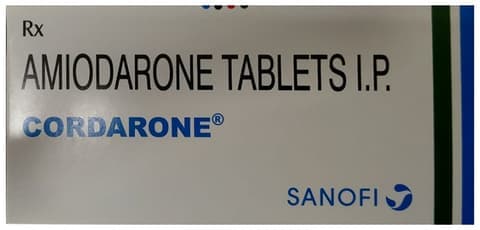 Rx
AMIODARONE TABLETS I.P.
CORDARONE®
SANOFI